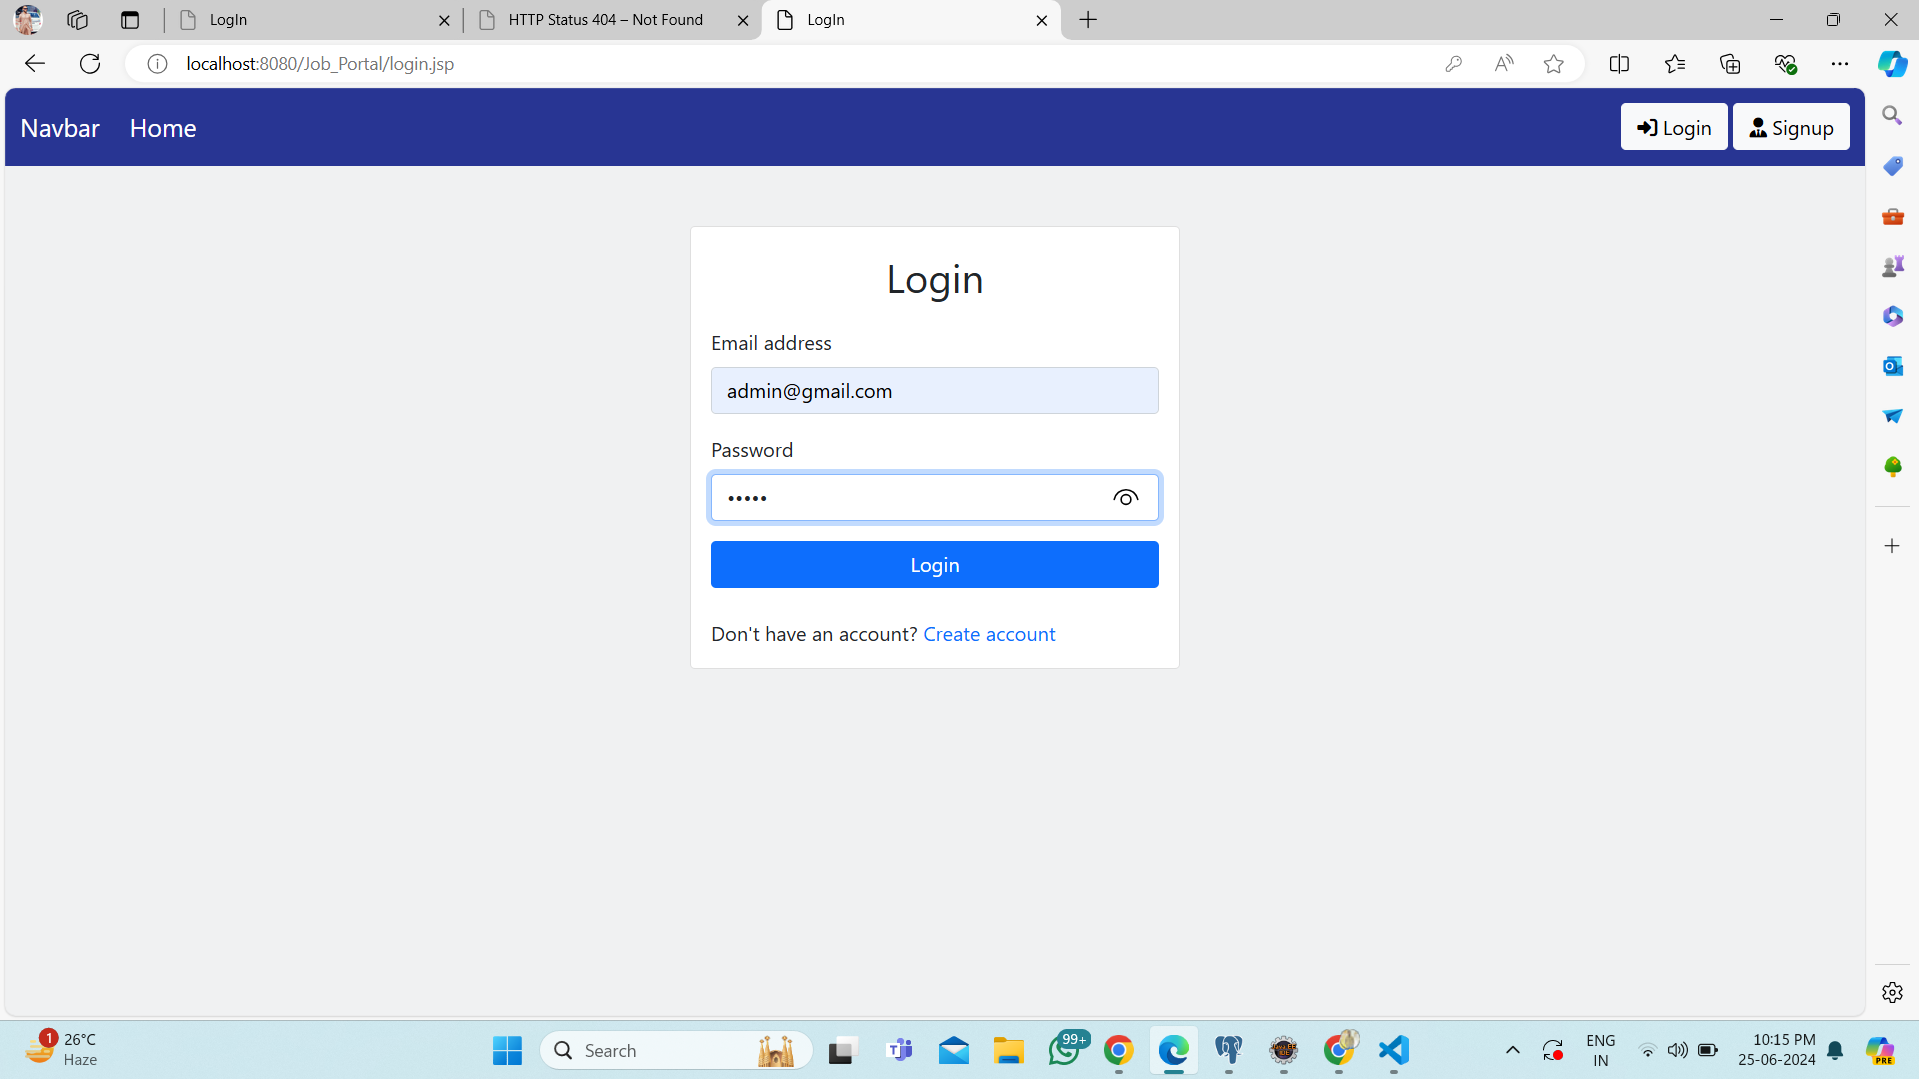 LogIn
HTTP Status 404 – Not Found
LogIn
localhost:8080/Job_Portal/login.jsp
Navbar
Home
Login
Signup
Login
Email address
admin@gmail.com
Password
•••••
Login
Don't have an account? Create account
1
26°C
Haze
Search
99+
ENG
IN
10:15 PM
25-06-2024
PRE